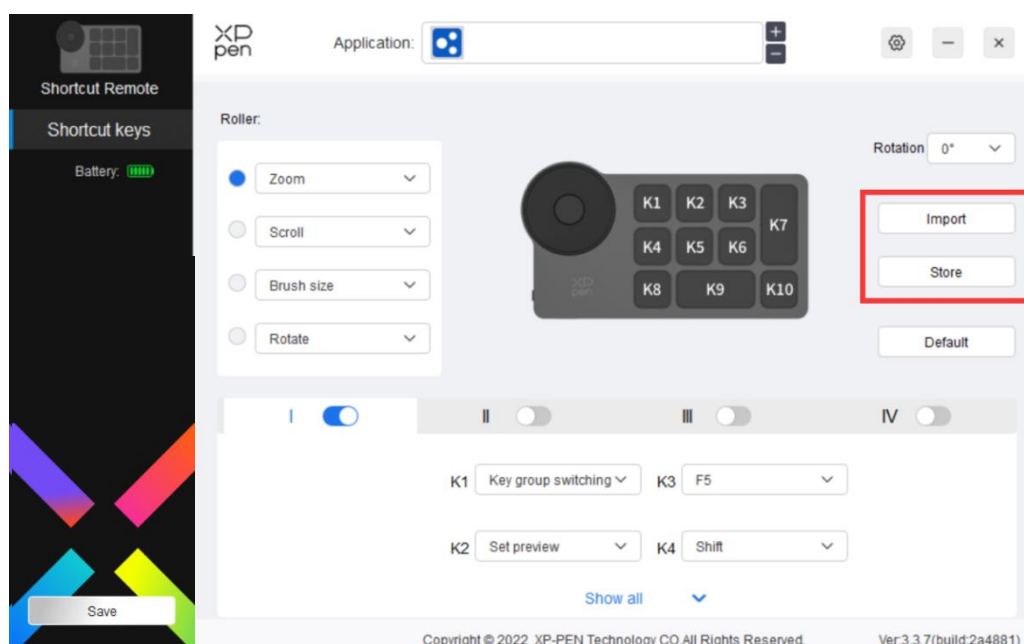 XP
pen
Application:
+
−
Shortcut Remote
Shortcut keys
Battery:
Roller:
Rotation 0°
Zoom
Scroll
Brush size
Rotate
K1 K2 K3
K7
K4 K5 K6
XP
pen
K8 K9 K10
Import
Store
Default
I II III IV
K1 Key group switching K3 F5
K2 Set preview K4 Shift
Show all
Save
Copyright © 2022 XP-PEN Technology CO.All Rights Reserved.
Ver:3.3.7(build:2a4881)